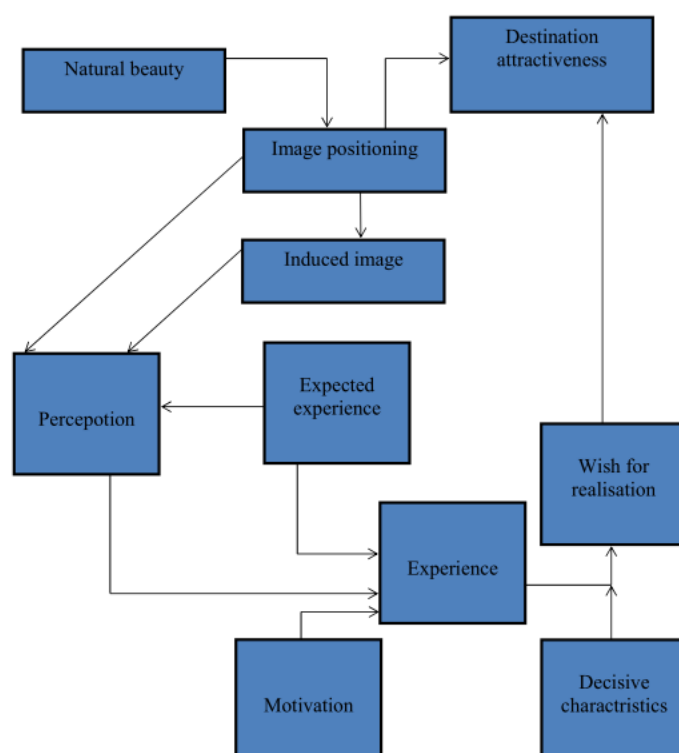 Destination
attractiveness
Natural beauty
Image positioning
Induced image
Expected
experience
Percepotion
Wish for
realisation
Experience
Motivation
Decisive
charactristics